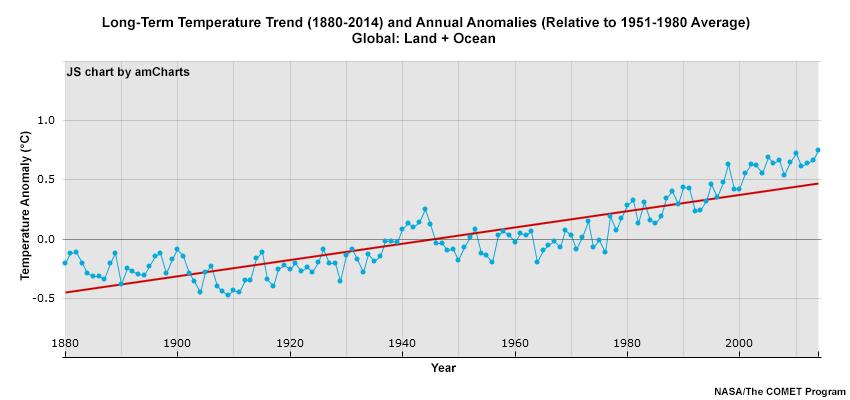 Long-Term Temperature Trend (1880-2014) and Annual Anomalies (Relative to 1951-1980 Average)
Global: Land + Ocean
JS chart by amCharts
Temperature Anomaly (°C)
1.0
0.5
0.0
-0.5
1880 1900 1920 1940 1960 1980 2000
Year
NASA/The COMET Program